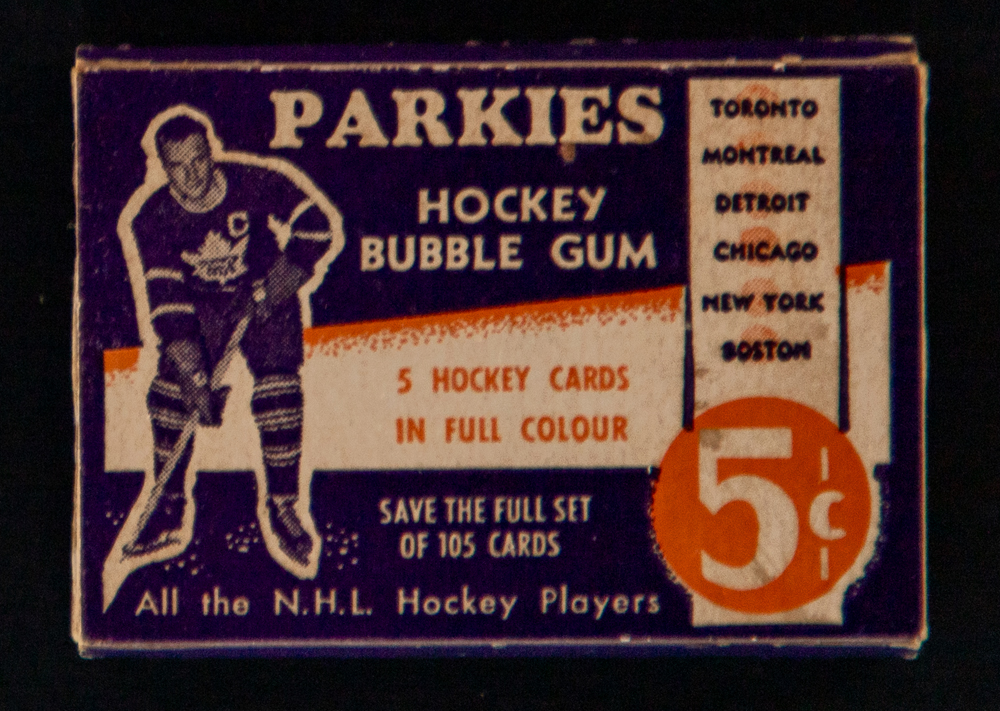 PARKIES
HOCKEY
BUBBLE GUM
5 HOCKEY CARDS
IN FULL COLOUR
SAVE THE FULL SET
OF 105 CARDS
All the N.H.L. Hockey Players
TORONTO
MONTREAL
DETROIT
CHICAGO
NEW YORK
BOSTON
5¢
C